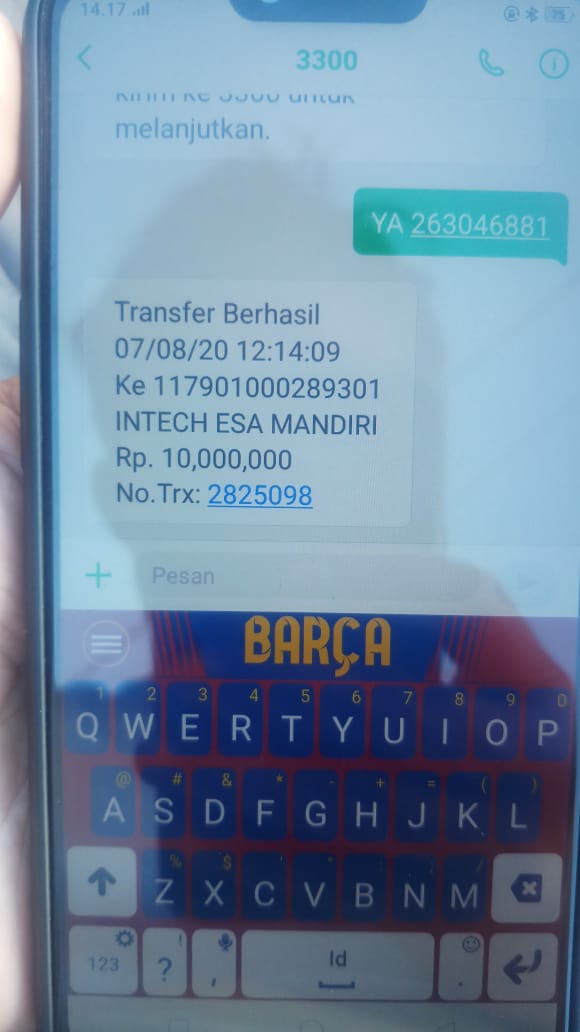 14.17
75
3300
kirim ke 3300 untuk
melanjutkan.
YA 263046881
Transfer Berhasil
07/08/20 12:14:09
Ke 117901000289301
INTECH ESA MANDIRI
Rp. 10,000,000
No.Trx: 2825098
+ Pesan
BARÇA
1 2 3 4 5 6 7 8 9 0
Q W E R T Y U I O P
@ # & * - + = ( )
A S D F G H J K L
% $ ' " : ; /
Z X C V B N M
!
123 ? , Id .